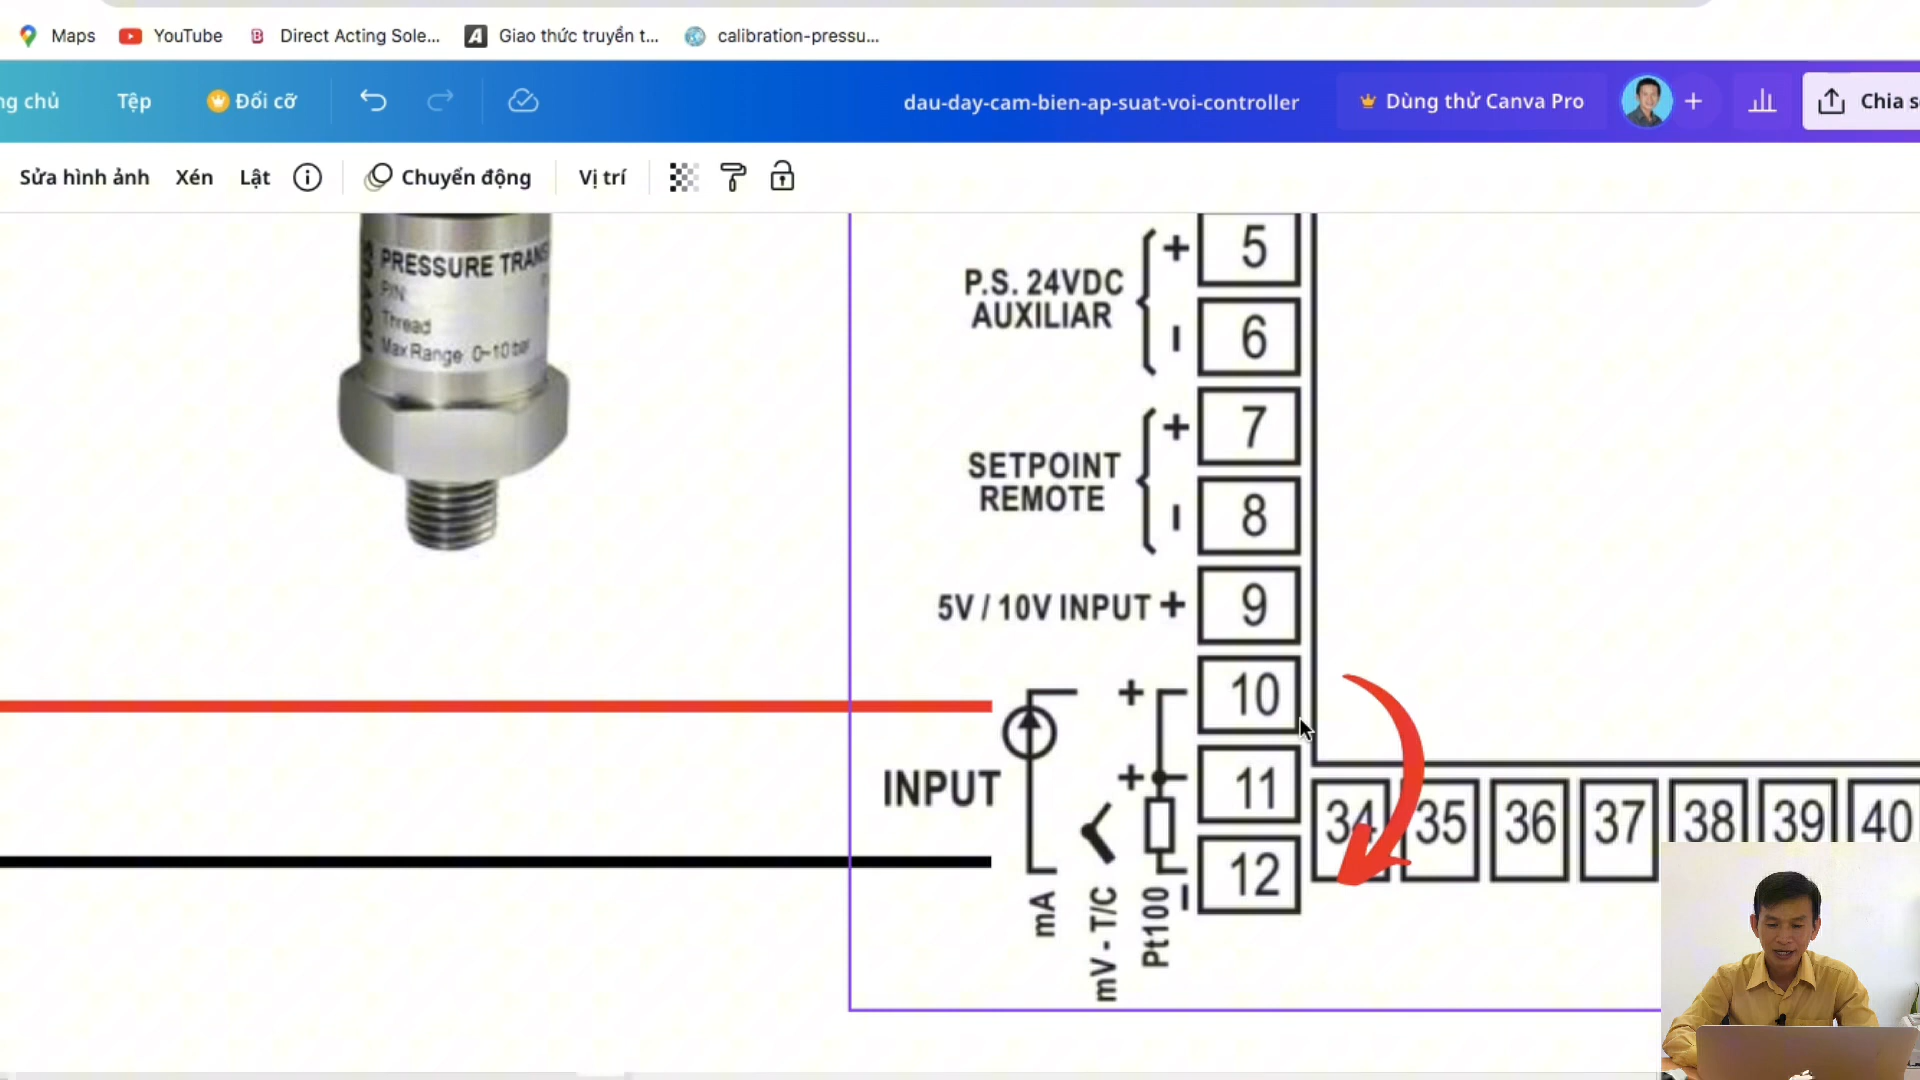 Maps
YouTube
Direct Acting Sole...
Giao thức truyền t...
calibration-pressu...
ng chủ
Tệp
Đổi cỡ
dau-day-cam-bien-ap-suat-voi-controller
Dùng thử Canva Pro
+
Chia s
Sửa hình ảnh
Xén
Lật
Chuyển động
Vị trí
PRESSURE TRANS
P/N:
Thread
Max Range 0~10 bar
P.S. 24VDC
AUXILIAR
+ 5
- 6
SETPOINT
REMOTE
+ 7
- 8
5V / 10V INPUT + 9
INPUT
+ 10
+ 11
- 12
mA
mV - T/C
Pt100
34 35 36 37 38 39 40